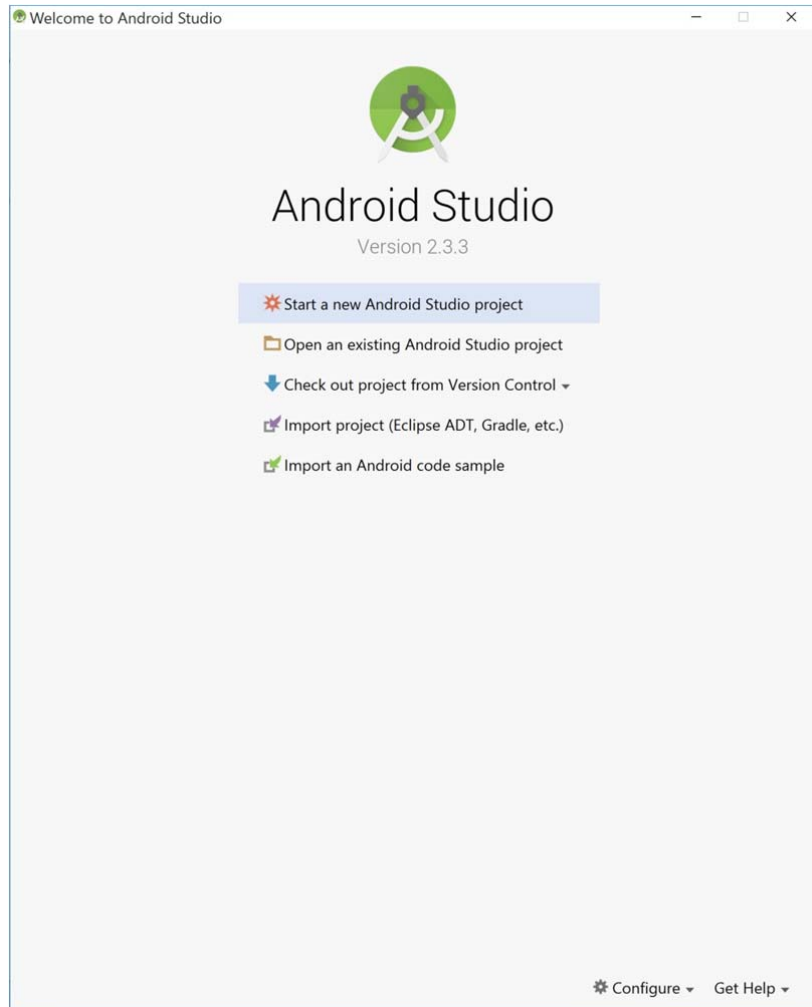 Welcome to Android Studio
Android Studio
Version 2.3.3
Start a new Android Studio project
Open an existing Android Studio project
Check out project from Version Control
Import project (Eclipse ADT, Gradle, etc.)
Import an Android code sample
Configure Get Help